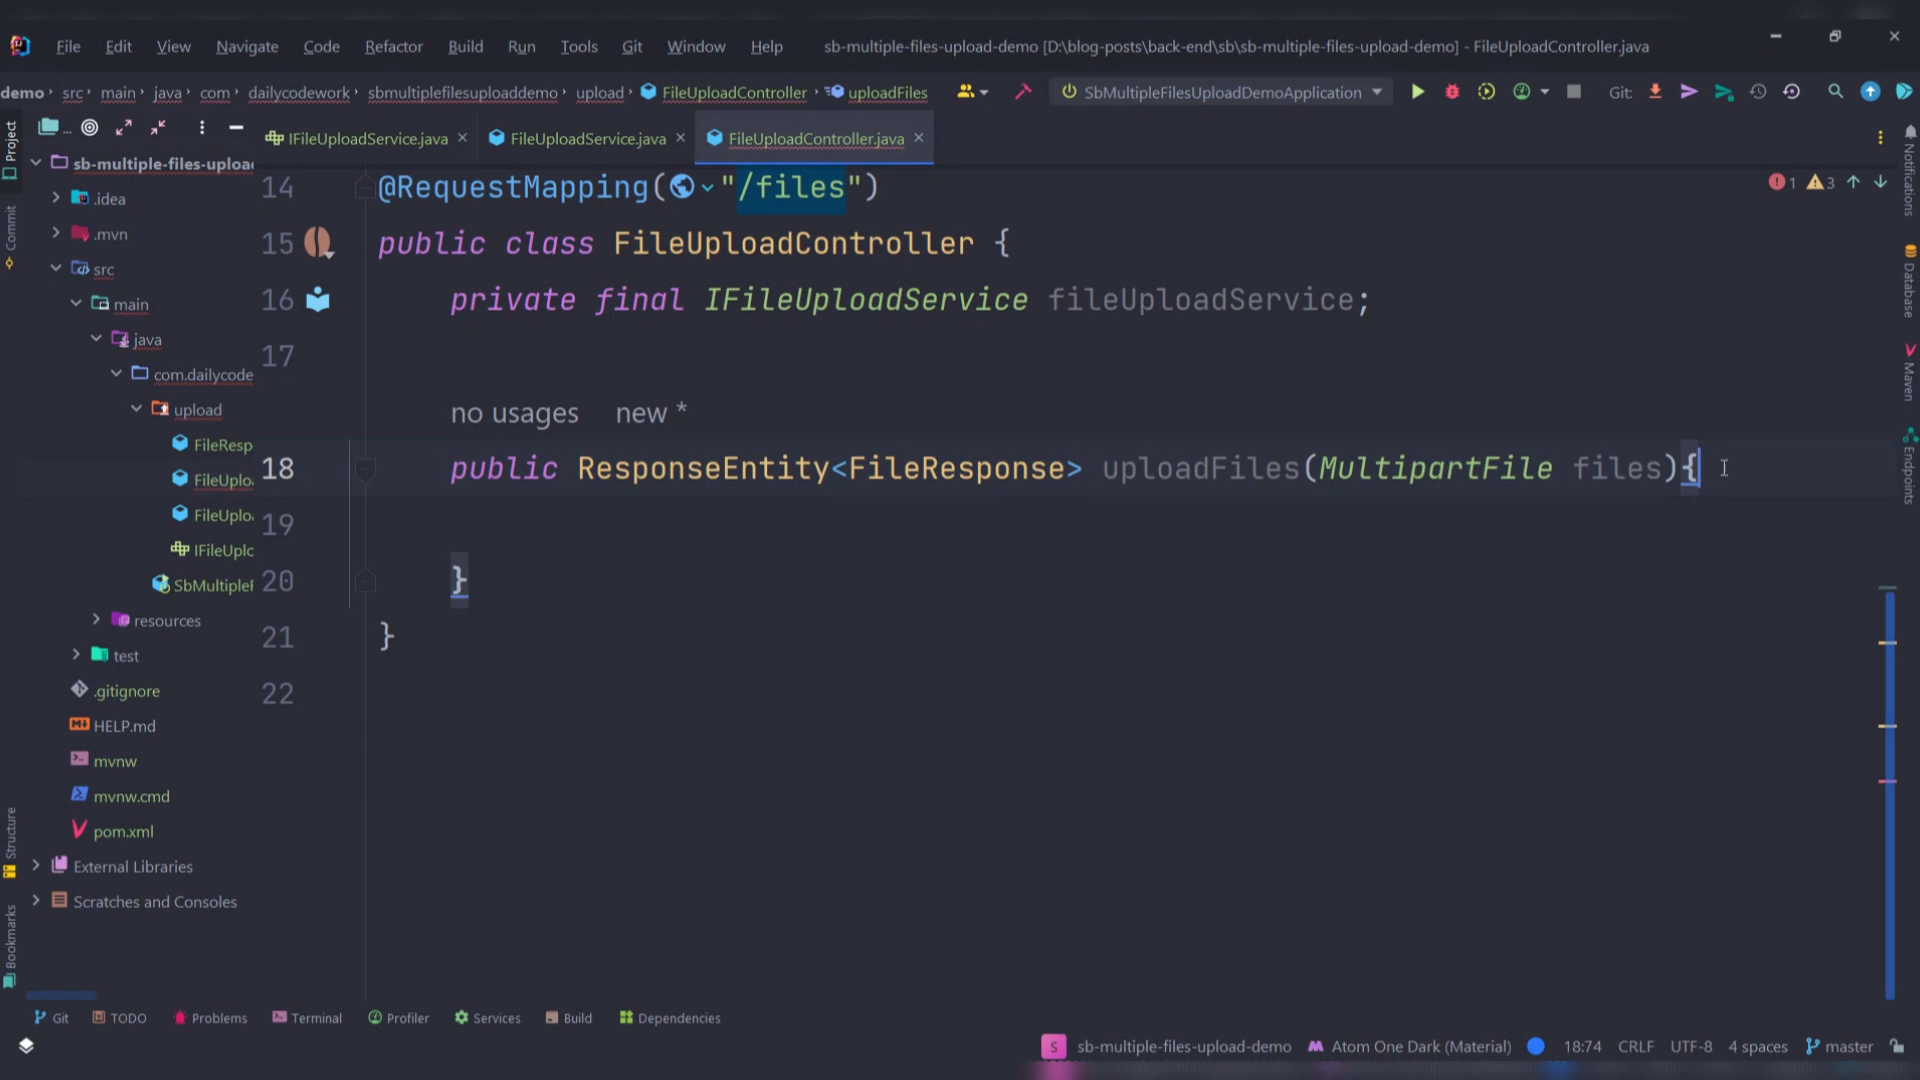 File Edit View Navigate Code Refactor Build Run Tools Git Window Help sb-multiple-files-upload-demo [D:\blog-posts\back-end\sb\sb-multiple-files-upload-demo] - FileUploadController.java
demo src main java com dailycodework sbmultiplefilesuploaddemo upload FileUploadController uploadFiles SbMultipleFilesUploadDemoApplication Git:
... IFileUploadService.java FileUploadService.java FileUploadController.java
Project
Commit
Structure
Bookmarks
sb-multiple-files-upload
.idea
.mvn
src
main
java
com.dailycode
upload
FileResp
FileUplo
FileUplo
IFileUplo
SbMultipleF
resources
test
.gitignore
HELP.md
mvnw
mvnw.cmd
pom.xml
External Libraries
Scratches and Consoles
14 @RequestMapping("/files")
15 public class FileUploadController {
16 private final IFileUploadService fileUploadService;
17
no usages new *
18 public ResponseEntity<FileResponse> uploadFiles(MultipartFile files){
19
20 }
21 }
22
1 3
Notifications
Database
Maven
Endpoints
Git TODO Problems Terminal Profiler Services Build Dependencies
S sb-multiple-files-upload-demo Atom One Dark (Material) 18:74 CRLF UTF-8 4 spaces master